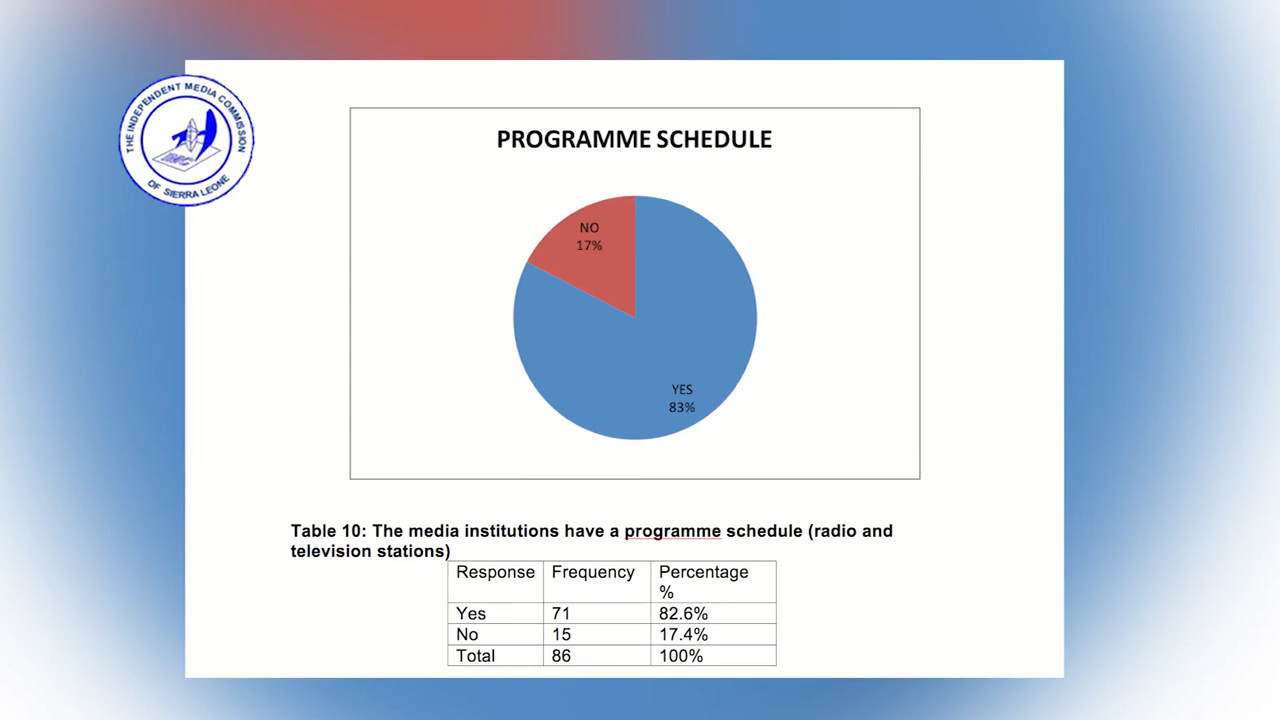 THE INDEPENDENT MEDIA COMMISSION
OF SIERRA LEONE
PROGRAMME SCHEDULE
NO
17%
YES
83%
Table 10: The media institutions have a programme schedule (radio and
television stations)
Response Frequency Percentage
%
Yes 71 82.6%
No 15 17.4%
Total 86 100%